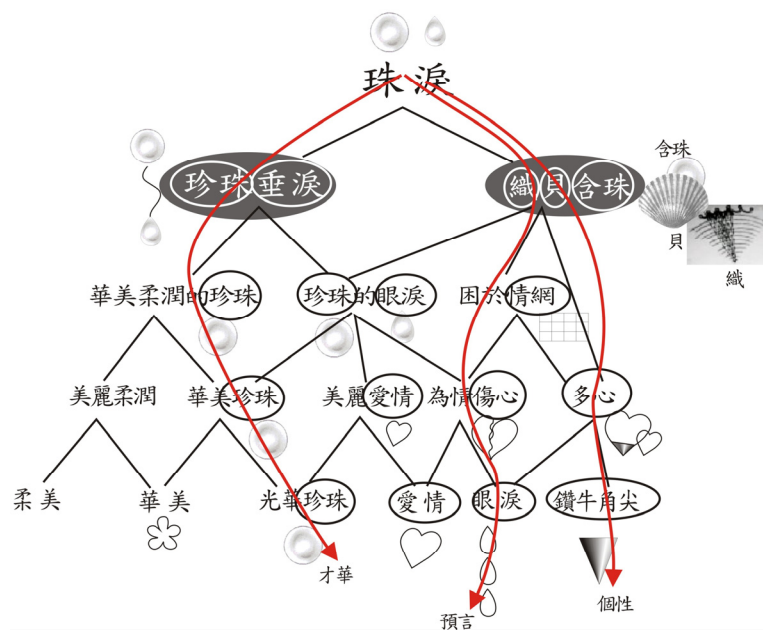 珠淚
珍珠垂淚
織貝含珠
含珠
貝
織
華美柔潤的珍珠
珍珠的眼淚
困於情網
美麗柔潤
華美珍珠
美麗愛情
為情傷心
多心
柔美
華美
光華珍珠
愛情
眼淚
鑽牛角尖
才華
預言
個性